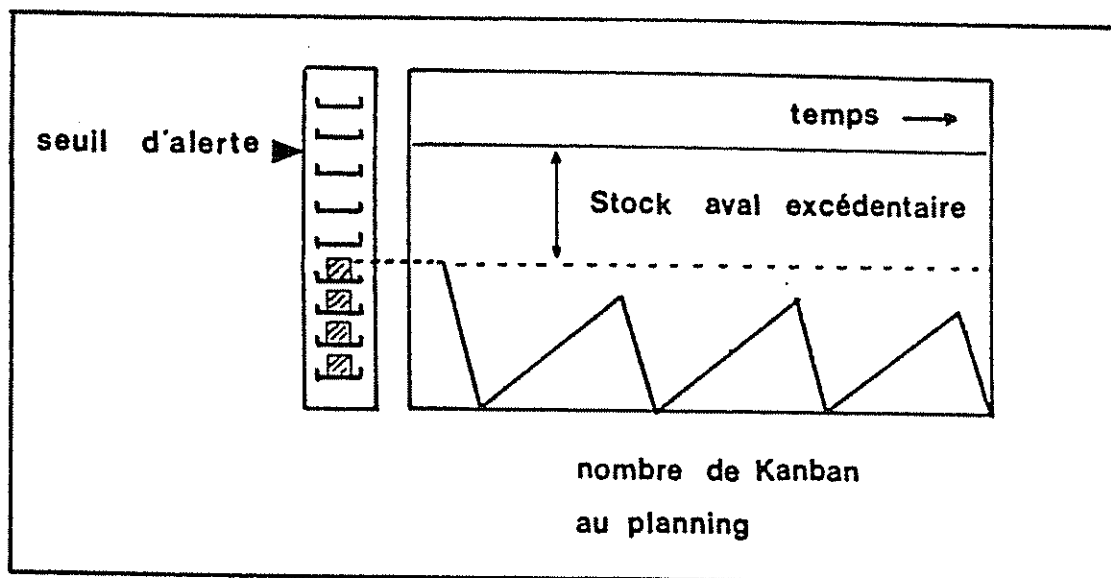 temps
seuil d'alerte
Stock aval excédentaire
nombre de Kanban
au planning